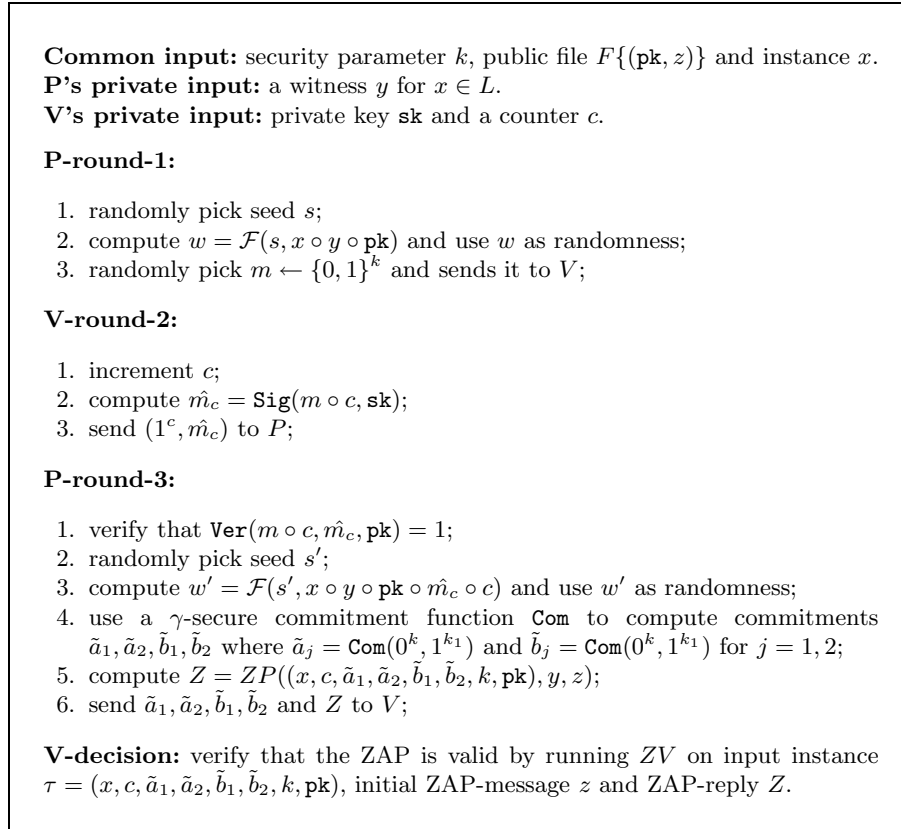 Common input: security parameter k, public file F{(pk, z)} and instance x.
P's private input: a witness y for x ∈ L.
V's private input: private key sk and a counter c.
P-round-1:
1. randomly pick seed s;
2. compute w = ℱ(s, x ∘ y ∘ pk) and use w as randomness;
3. randomly pick m ← {0, 1}^k and sends it to V;
V-round-2:
1. increment c;
2. compute m̂_c = Sig(m ∘ c, sk);
3. send (1^c, m̂_c) to P;
P-round-3:
1. verify that Ver(m ∘ c, m̂_c, pk) = 1;
2. randomly pick seed s′;
3. compute w′ = ℱ(s′, x ∘ y ∘ pk ∘ m̂_c ∘ c) and use w′ as randomness;
4. use a γ-secure commitment function Com to compute commitments
ã_1, ã_2, b̃_1, b̃_2 where ã_j = Com(0^k, 1^{k_1}) and b̃_j = Com(0^k, 1^{k_1}) for j = 1, 2;
5. compute Z = ZP((x, c, ã_1, ã_2, b̃_1, b̃_2, k, pk), y, z);
6. send ã_1, ã_2, b̃_1, b̃_2 and Z to V;
V-decision: verify that the ZAP is valid by running ZV on input instance
τ = (x, c, ã_1, ã_2, b̃_1, b̃_2, k, pk), initial ZAP-message z and ZAP-reply Z.